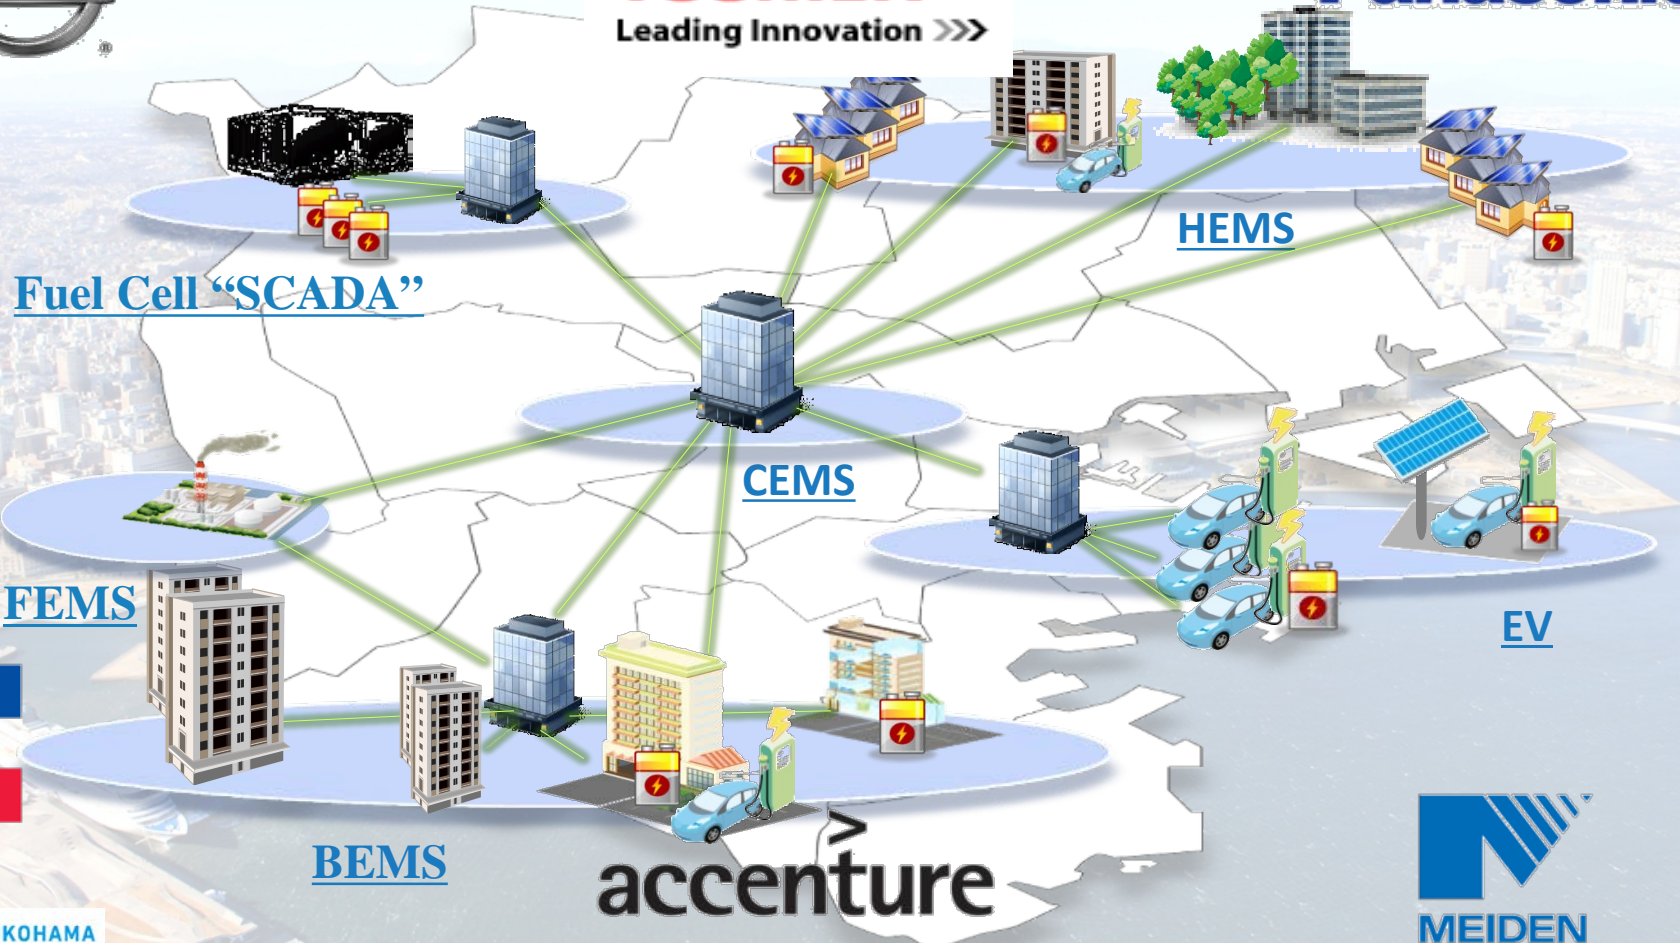 Leading Innovation >>>
HEMS
Fuel Cell “SCADA”
CEMS
FEMS
EV
BEMS
accenture
MEIDEN
KOHAMA